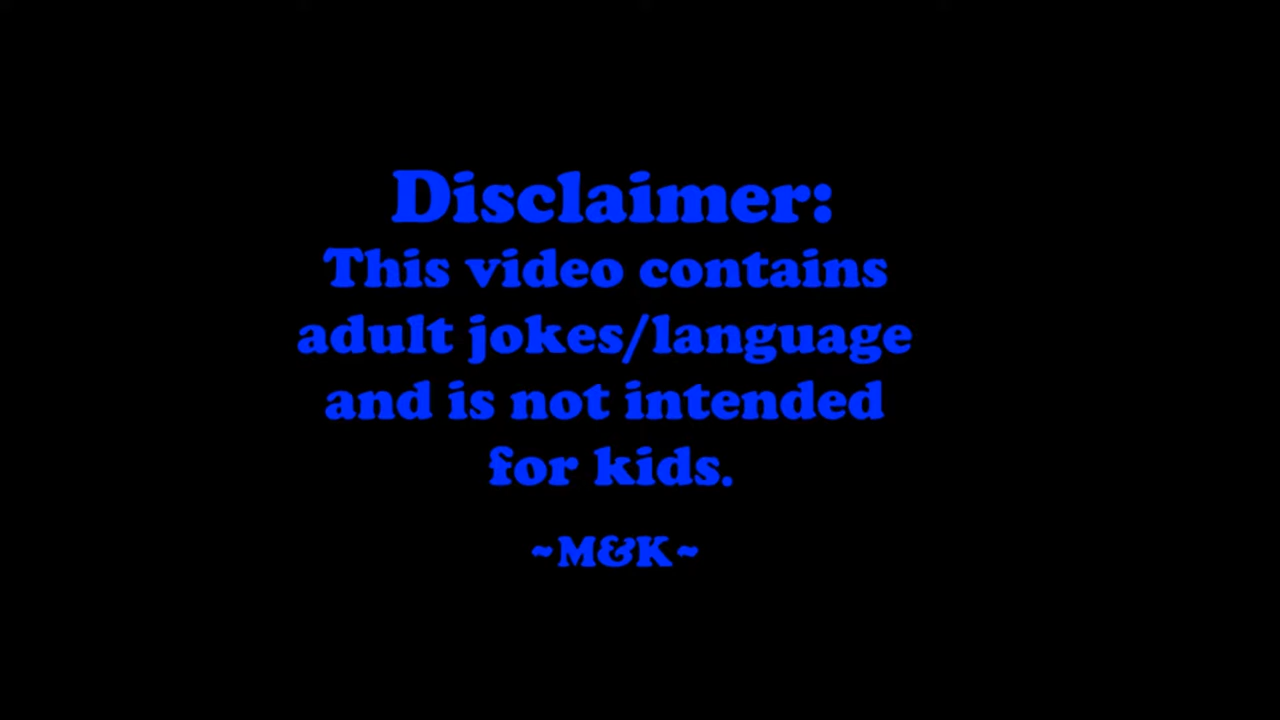 Disclaimer:
This video contains
adult jokes/language
and is not intended
for kids.
~M&K~